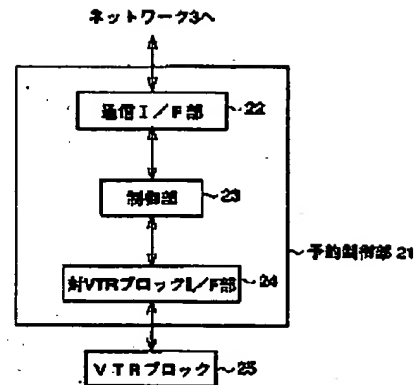 ネットワーク3へ
通信I/F部 22
制御部 23
予約制御部 21
対VTRブロックI/F部 24
VTRブロック 25